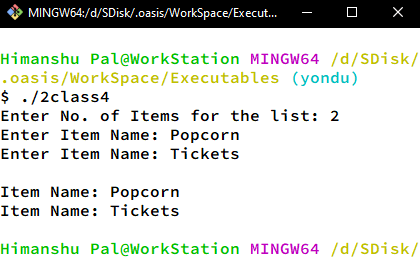 MINGW64:/d/SDisk/.oasis/WorkSpace/Execut...
Himanshu Pal@WorkStation MINGW64 /d/SDisk/
.oasis/WorkSpace/Executables (yondu)
$ ./2class4
Enter No. of Items for the list: 2
Enter Item Name: Popcorn
Enter Item Name: Tickets
Item Name: Popcorn
Item Name: Tickets
Himanshu Pal@WorkStation MINGW64 /d/SDisk/